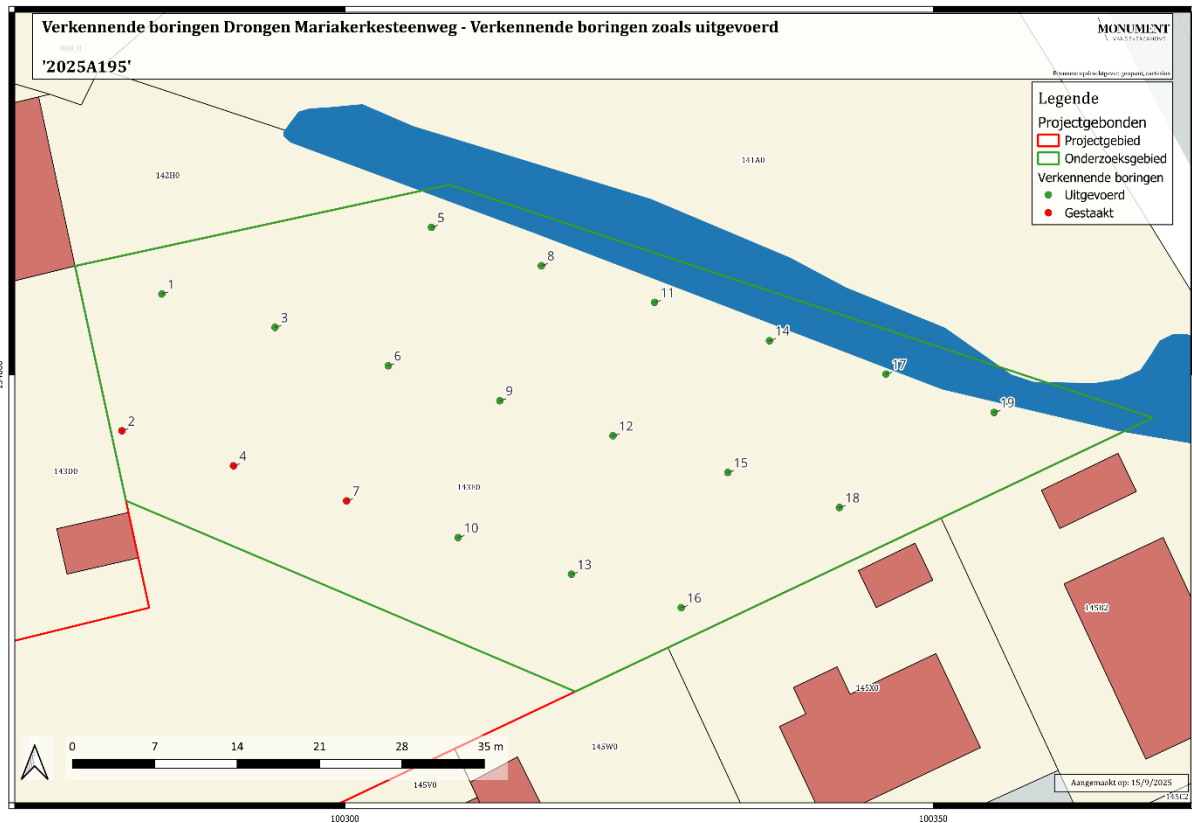 Verkennende boringen Drongen Mariakerkesteenweg - Verkennende boringen zoals uitgevoerd
'2025A195'
MONUMENT
VANDEKERCKHOVE
Legende
Projectgebonden
Projectgebied
Onderzoeksgebied
Verkennende boringen
Uitgevoerd
Gestaakt
141A0
142H0
5
8
1
11
3
14
6
17
9
19
2
12
4
15
143D0
7
18
10
13
16
145B2
145X0
145W0
0 7 14 21 28 35 m
145V0
Aangemaakt op: 15/9/2025
145C2
100300
100350